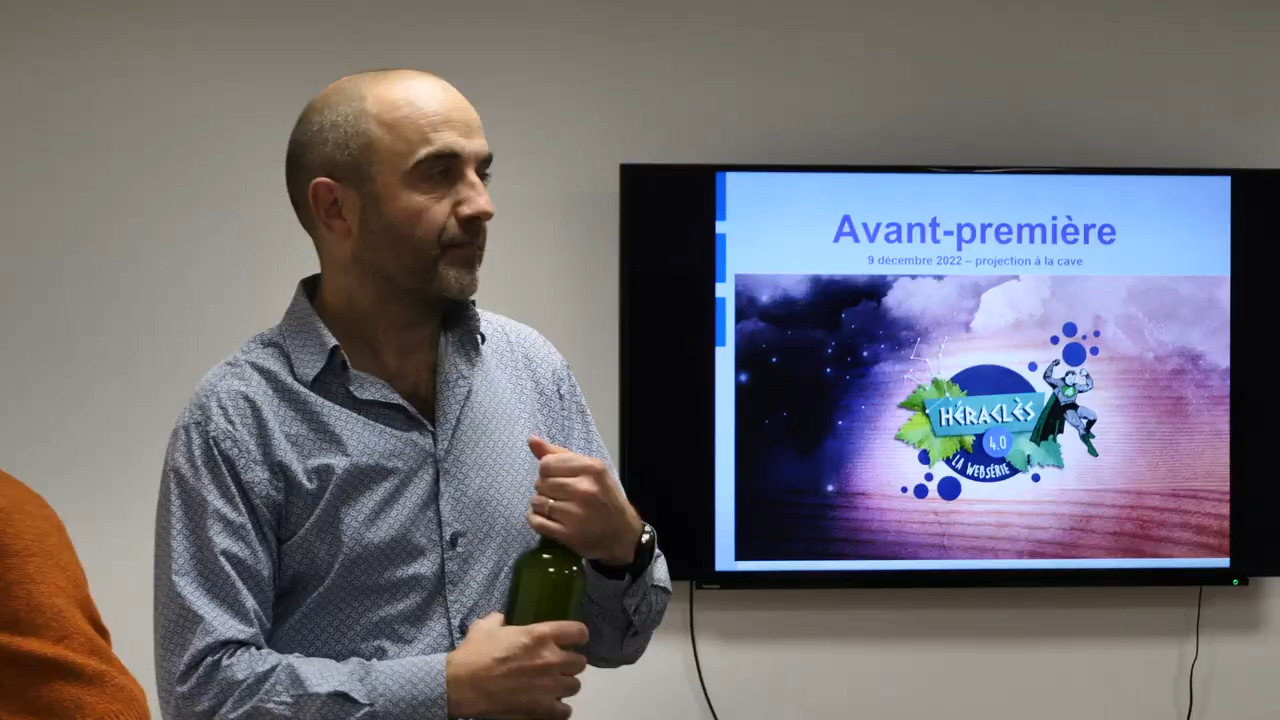 Avant-première
9 décembre 2022 – projection à la cave
HÉRACLÈS
4.0
LA WEBSÉRIE